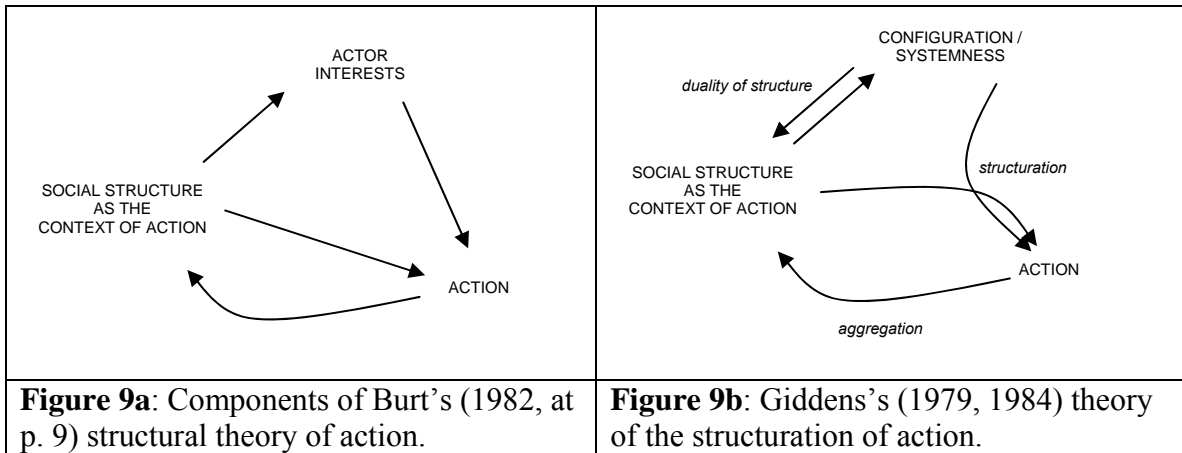 ACTOR
INTERESTS
SOCIAL STRUCTURE
AS THE
CONTEXT OF ACTION
ACTION
Figure 9a: Components of Burt’s (1982, at
p. 9) structural theory of action.
CONFIGURATION /
SYSTEMNESS
duality of structure
structuration
SOCIAL STRUCTURE
AS THE
CONTEXT OF ACTION
ACTION
aggregation
Figure 9b: Giddens’s (1979, 1984) theory
of the structuration of action.